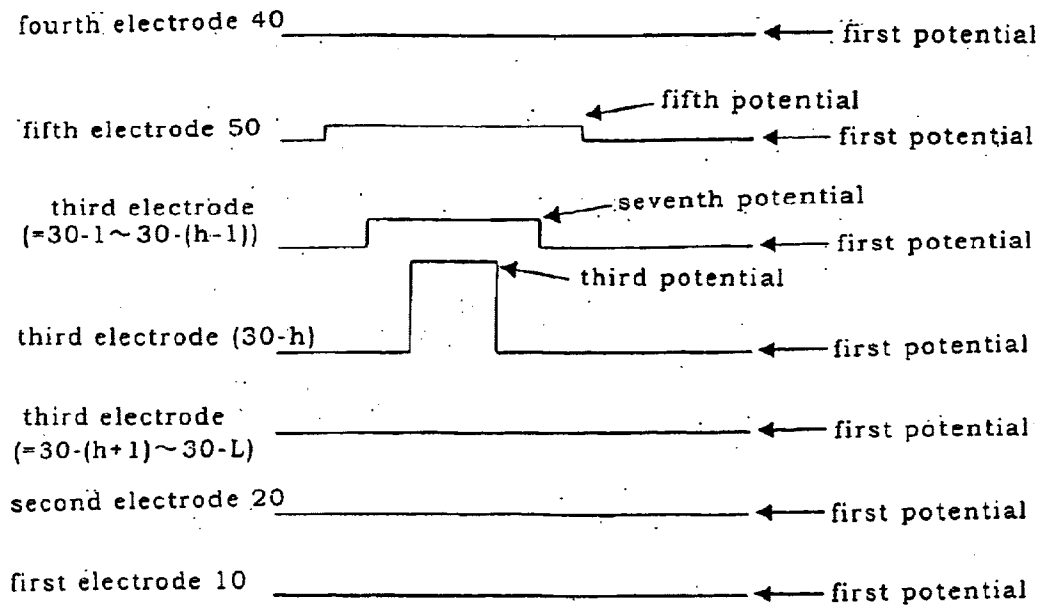 fourth electrode 40
first potential
fifth potential
fifth electrode 50
first potential
third electrode
(=30-1~30-(h-1))
seventh potential
first potential
third potential
third electrode (30-h)
first potential
third electrode
(=30-(h+1)~30-L)
first potential
second electrode 20
first potential
first electrode 10
first potential